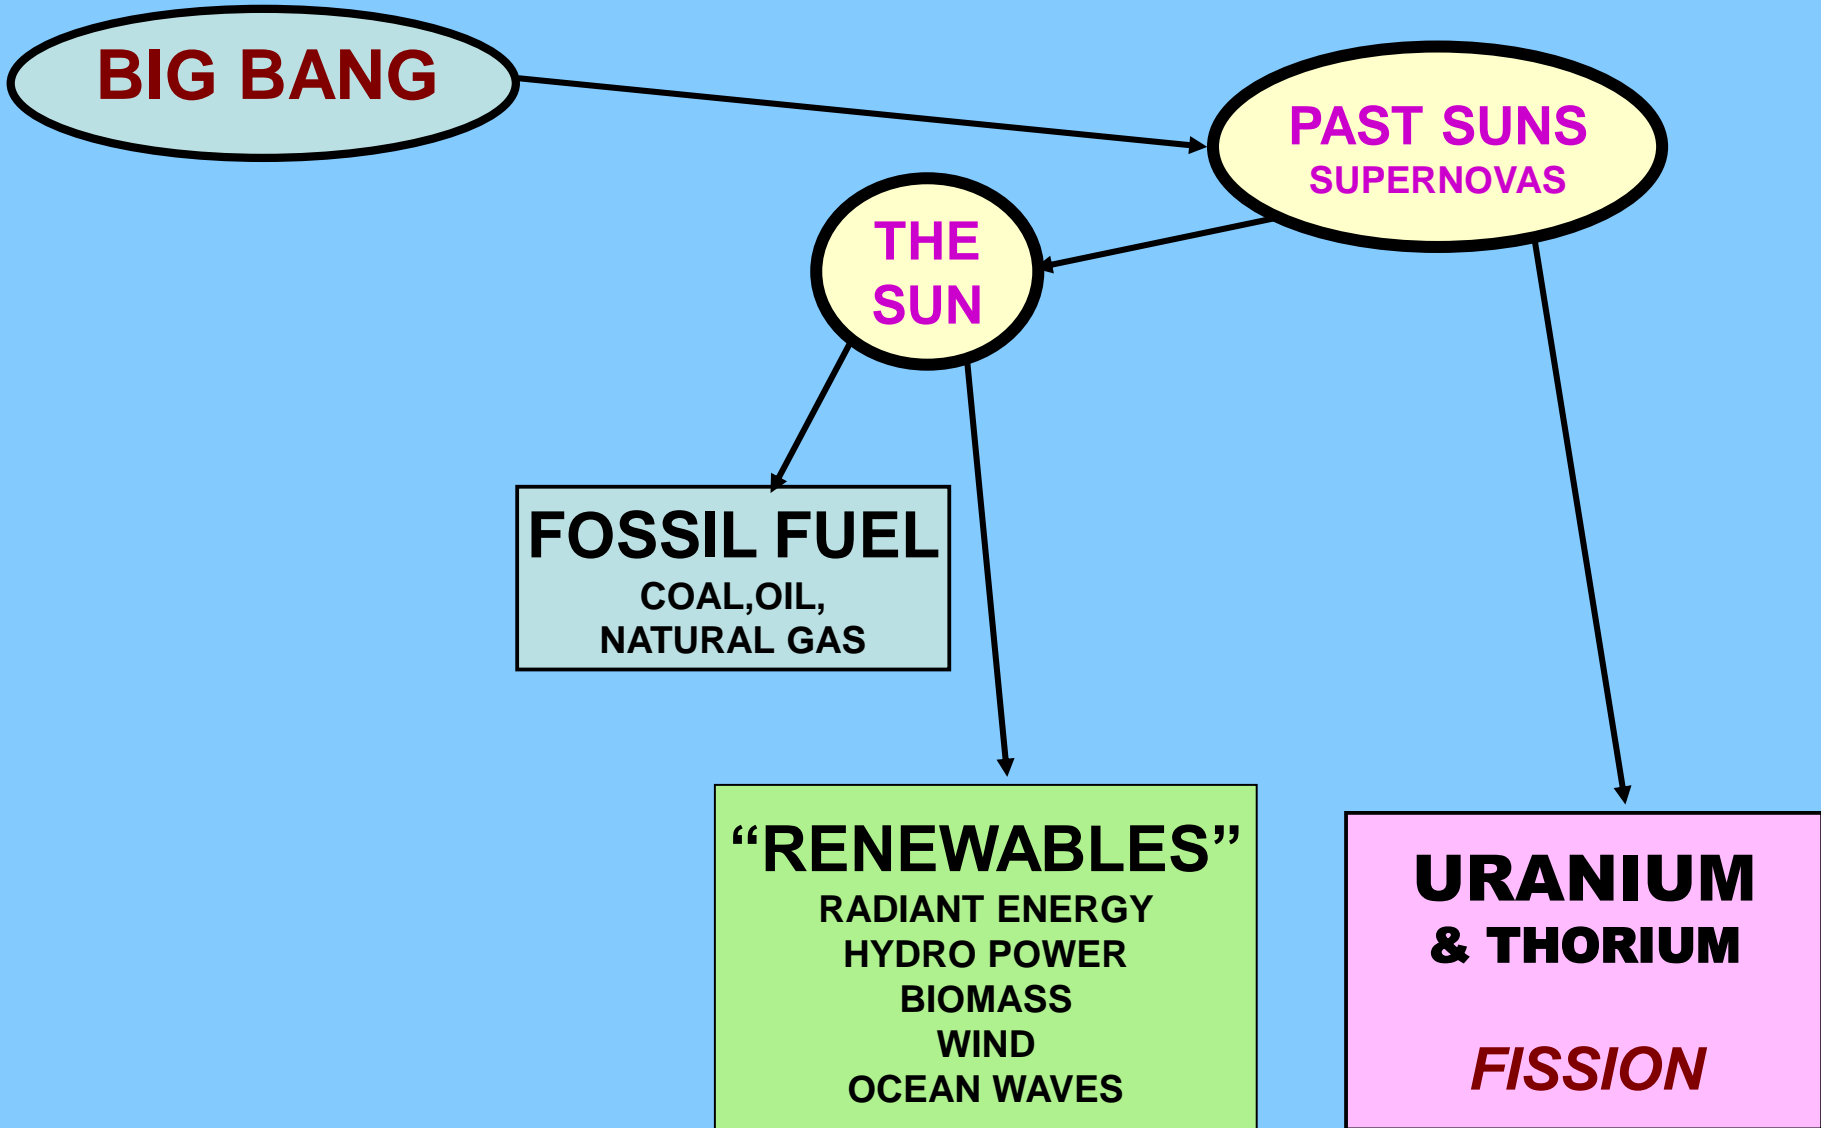 BIG BANG
PAST SUNS
SUPERNOVAS
THE
SUN
FOSSIL FUEL
COAL,OIL,
NATURAL GAS
“RENEWABLES”
RADIANT ENERGY
HYDRO POWER
BIOMASS
WIND
OCEAN WAVES
URANIUM
& THORIUM
FISSION